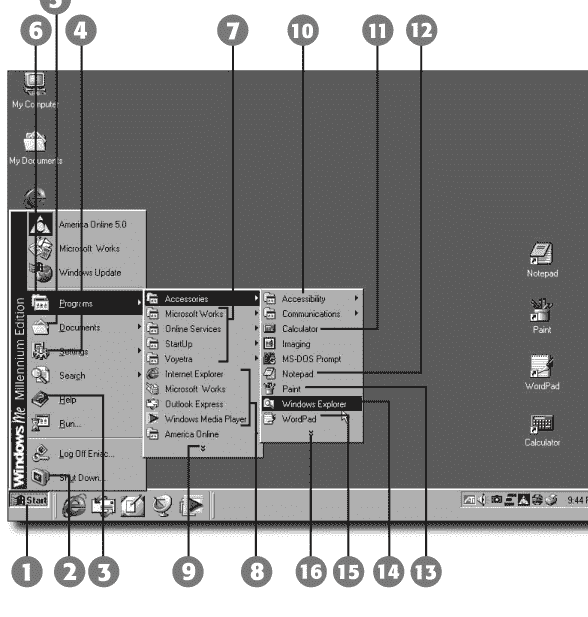 5
6
4
7
10
11
12
My Computer
My Documents
America Online 5.0
Microsoft Works
Windows Update
Programs
Documents
Settings
Search
Help
Run...
Log Off Eniac...
Shut Down...
Windows Me Millennium Edition
Accessories
Microsoft Works
Online Services
StartUp
Voyetra
Internet Explorer
Microsoft Works
Outlook Express
Windows Media Player
America Online
Accessibility
Communications
Calculator
Imaging
MS-DOS Prompt
Notepad
Paint
Windows Explorer
WordPad
Notepad
Paint
WordPad
Calculator
Start
9:44
1
2
3
9
8
16
15
14
13